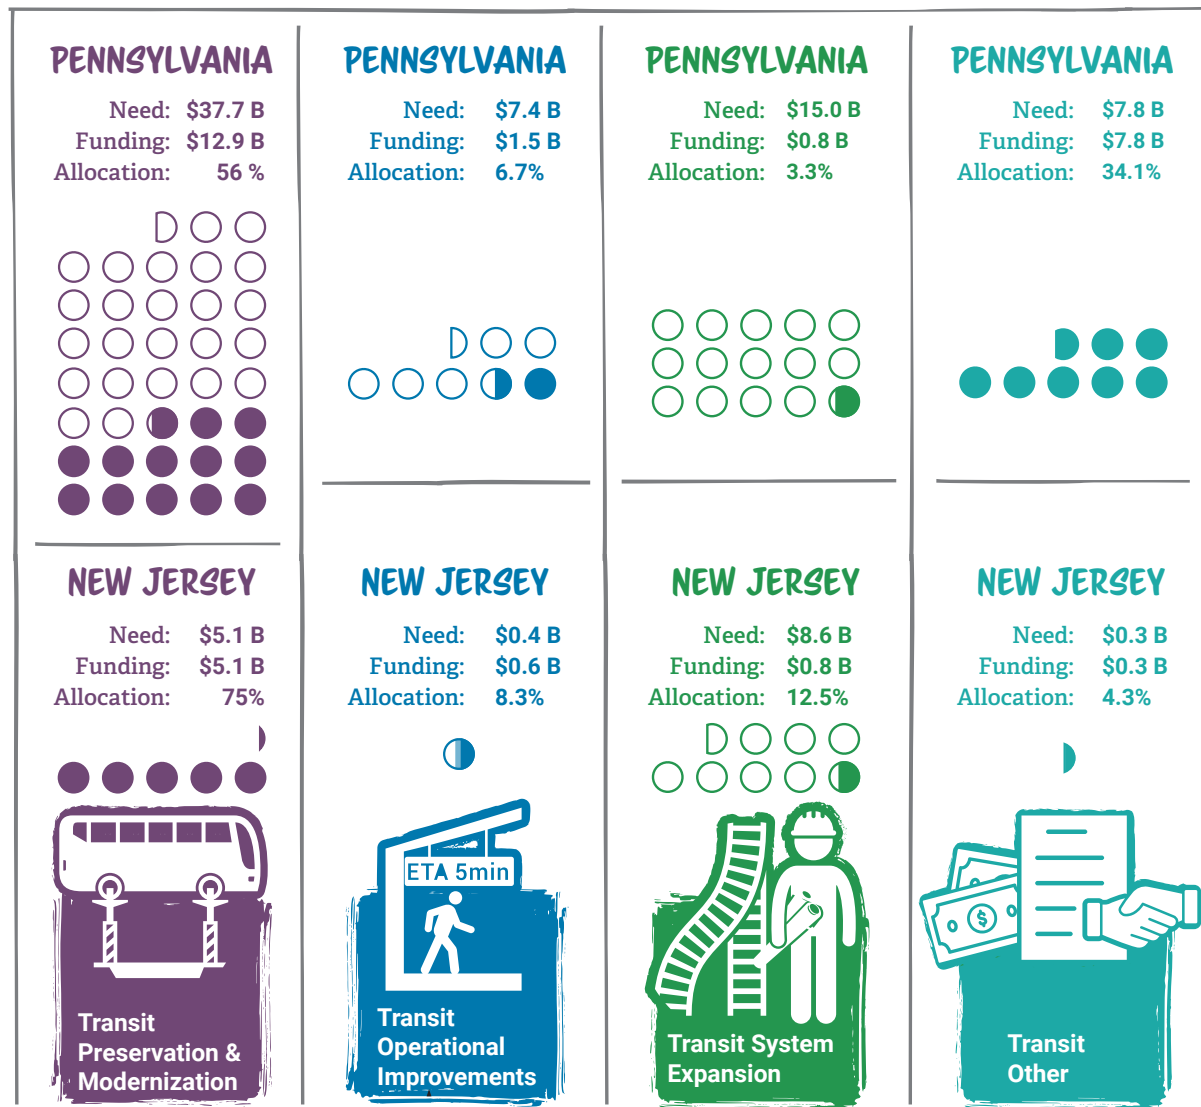 PENNSYLVANIA
Need: $37.7 B
Funding: $12.9 B
Allocation: 56 %
PENNSYLVANIA
Need: $7.4 B
Funding: $1.5 B
Allocation: 6.7%
PENNSYLVANIA
Need: $15.0 B
Funding: $0.8 B
Allocation: 3.3%
PENNSYLVANIA
Need: $7.8 B
Funding: $7.8 B
Allocation: 34.1%
NEW JERSEY
Need: $5.1 B
Funding: $5.1 B
Allocation: 75%
NEW JERSEY
Need: $0.4 B
Funding: $0.6 B
Allocation: 8.3%
NEW JERSEY
Need: $8.6 B
Funding: $0.8 B
Allocation: 12.5%
NEW JERSEY
Need: $0.3 B
Funding: $0.3 B
Allocation: 4.3%
Transit
Preservation &
Modernization
ETA 5min
Transit
Operational
Improvements
Transit System
Expansion
$
Transit
Other